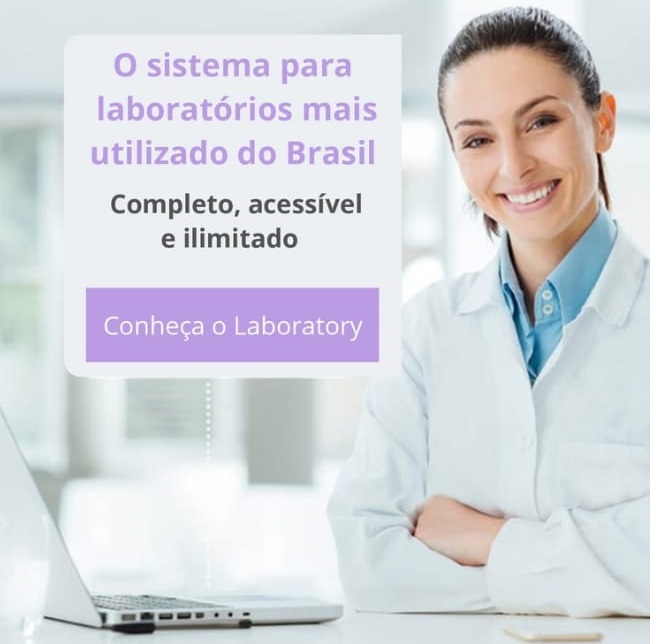 O sistema para
laboratórios mais
utilizado do Brasil
Completo, acessível
e ilimitado
Conheça o Laboratory